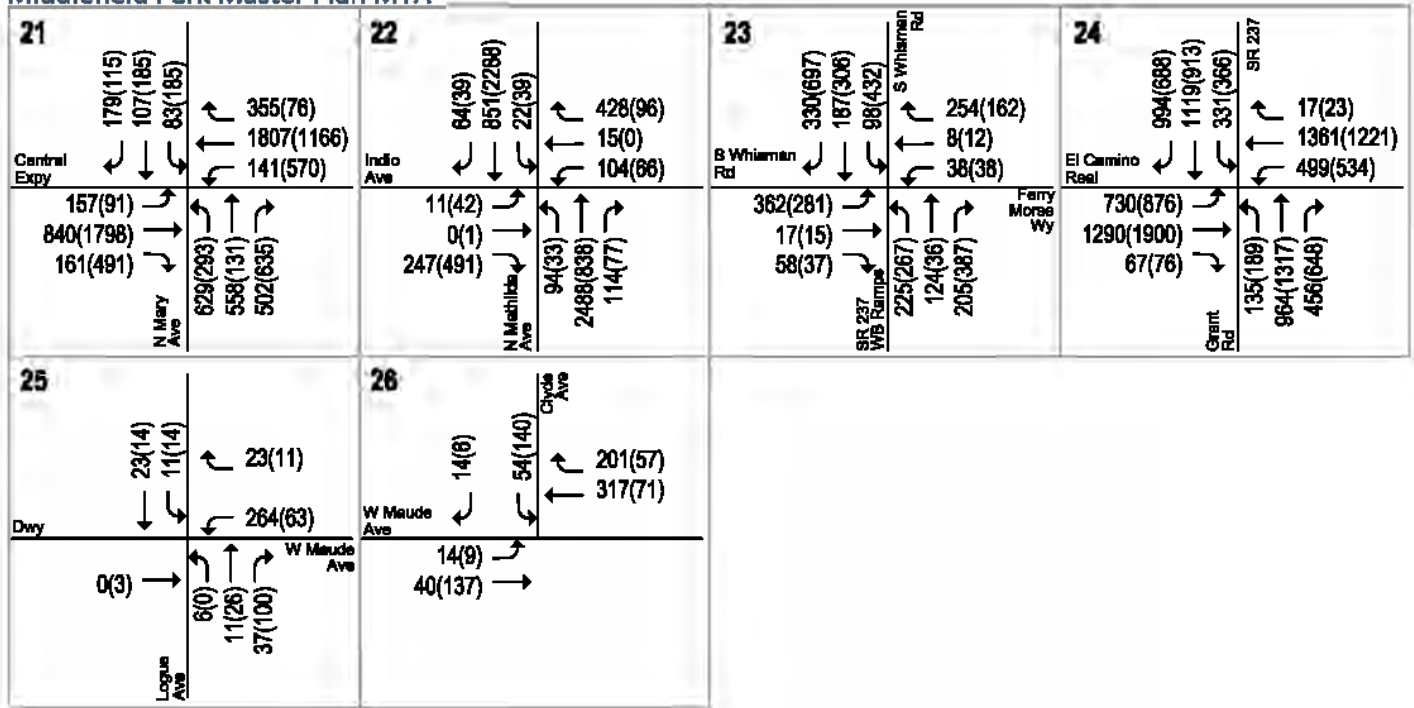 Middlefield Park Master Plan MTA
21
179(115)
107(185)
83(185)
355(76)
1807(1166)
141(570)
Central
Expy
157(91)
840(1798)
161(491)
N Mary
Ave
629(293)
558(131)
502(635)
22
64(39)
851(2288)
22(39)
428(96)
15(0)
104(66)
Indio
Ave
11(42)
0(1)
247(491)
N Mathilda
Ave
94(33)
2488(838)
114(77)
23
330(697)
187(306)
98(432)
S Whisman
Rd
254(162)
8(12)
38(38)
S Whisman
Rd
Ferry
Morse
Wy
362(281)
17(15)
58(37)
SR 237
WB Ramps
225(267)
124(36)
205(387)
24
994(688)
1119(913)
331(366)
SR 237
17(23)
1361(1221)
499(534)
El Camino
Real
730(876)
1290(1900)
67(76)
Grant
Rd
135(189)
964(1317)
456(648)
25
23(14)
11(14)
23(11)
264(63)
Dwy
W Maude
Ave
0(3)
Logue
Ave
6(0)
11(26)
37(100)
26
14(6)
54(140)
Clyde
Ave
201(57)
317(71)
W Maude
Ave
14(9)
40(137)